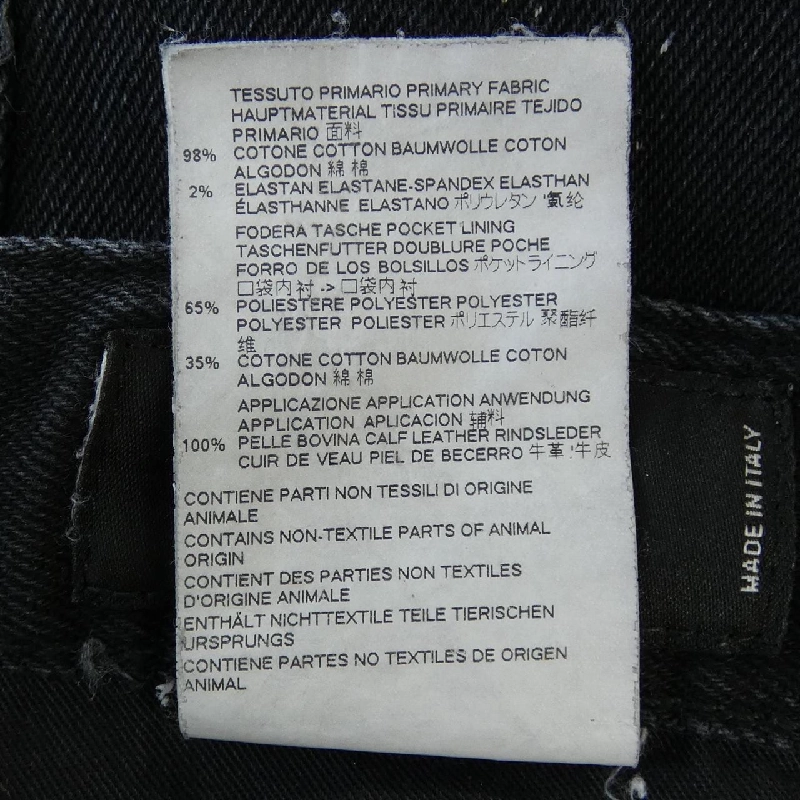 TESSUTO PRIMARIO PRIMARY FABRIC
HAUPTMATERIAL TISSU PRIMAIRE TEJIDO
PRIMARIO 面料
98% COTONE COTTON BAUMWOLLE COTON
ALGODON 綿 棉
2% ELASTAN ELASTANE-SPANDEX ELASTHAN
ÉLASTHANNE ELASTANO ポリウレタン '氨纶
FODERA TASCHE POCKET LINING
TASCHENFUTTER DOUBLURE POCHE
FORRO DE LOS BOLSILLOS ポケットライニング
口袋内衬 -> 口袋内衬
65% POLIESTERE POLYESTER POLYESTER
POLYESTER POLIESTER ポリエステル 聚酯纤
维
35% COTONE COTTON BAUMWOLLE COTON
ALGODON 綿 棉
APPLICAZIONE APPLICATION ANWENDUNG
APPLICATION APLICACION 辅料
100% PELLE BOVINA CALF LEATHER RINDSLEDER
CUIR DE VEAU PIEL DE BECERRO 牛革 '牛皮
CONTIENE PARTI NON TESSILI DI ORIGINE
ANIMALE
CONTAINS NON-TEXTILE PARTS OF ANIMAL
ORIGIN
CONTIENT DES PARTIES NON TEXTILES
D'ORIGINE ANIMALE
ENTHÄLT NICHTTEXTILE TEILE TIERISCHEN
URSPRUNGS
CONTIENE PARTES NO TEXTILES DE ORIGEN
ANIMAL
MADE IN ITALY